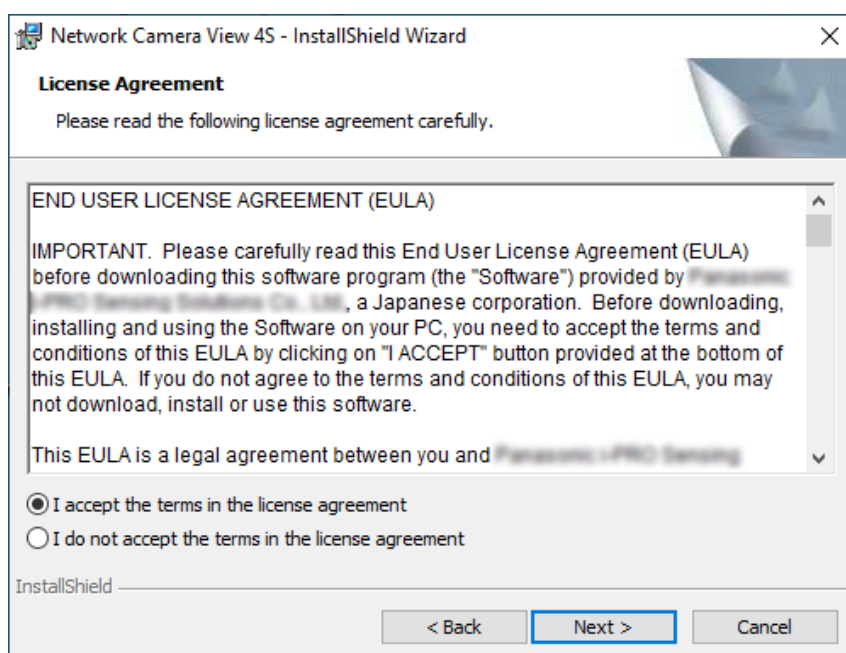 Network Camera View 4S - InstallShield Wizard
License Agreement
Please read the following license agreement carefully.
END USER LICENSE AGREEMENT (EULA)
IMPORTANT.  Please carefully read this End User License Agreement (EULA)
before downloading this software program (the "Software") provided by
, a Japanese corporation.  Before downloading,
installing and using the Software on your PC, you need to accept the terms and
conditions of this EULA by clicking on "I ACCEPT" button provided at the bottom of
this EULA.  If you do not agree to the terms and conditions of this EULA, you may
not download, install or use this software.
This EULA is a legal agreement between you and
I accept the terms in the license agreement
I do not accept the terms in the license agreement
InstallShield
< Back
Next >
Cancel